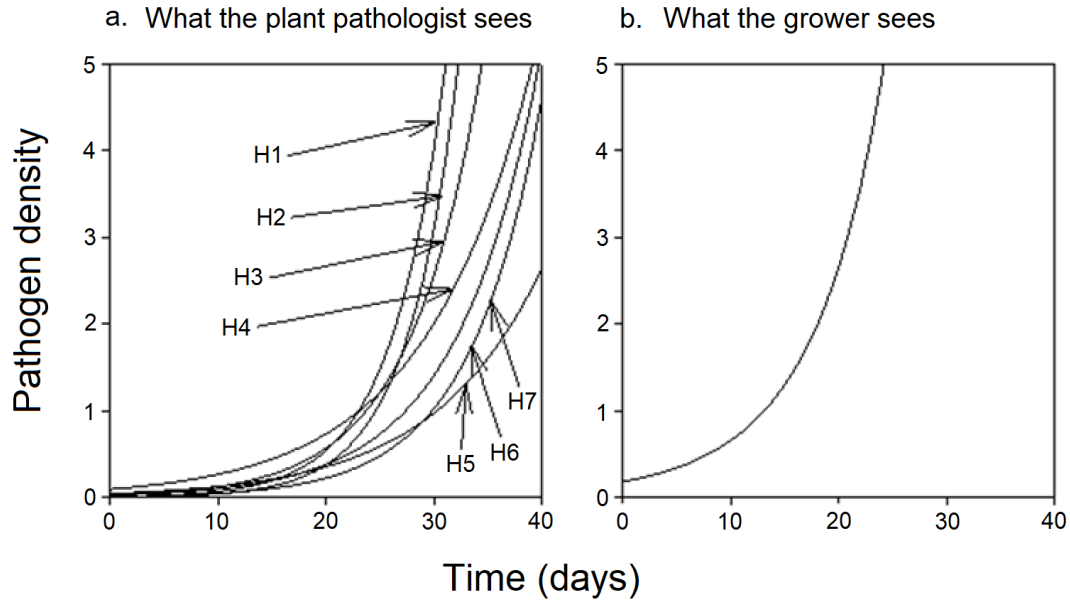 a. What the plant pathologist sees
b. What the grower sees
Pathogen density
5
4
3
2
1
0
H1
H2
H3
H4
H5
H6
H7
0
10
20
30
40
5
4
3
2
1
0
0
10
20
30
40
Time (days)